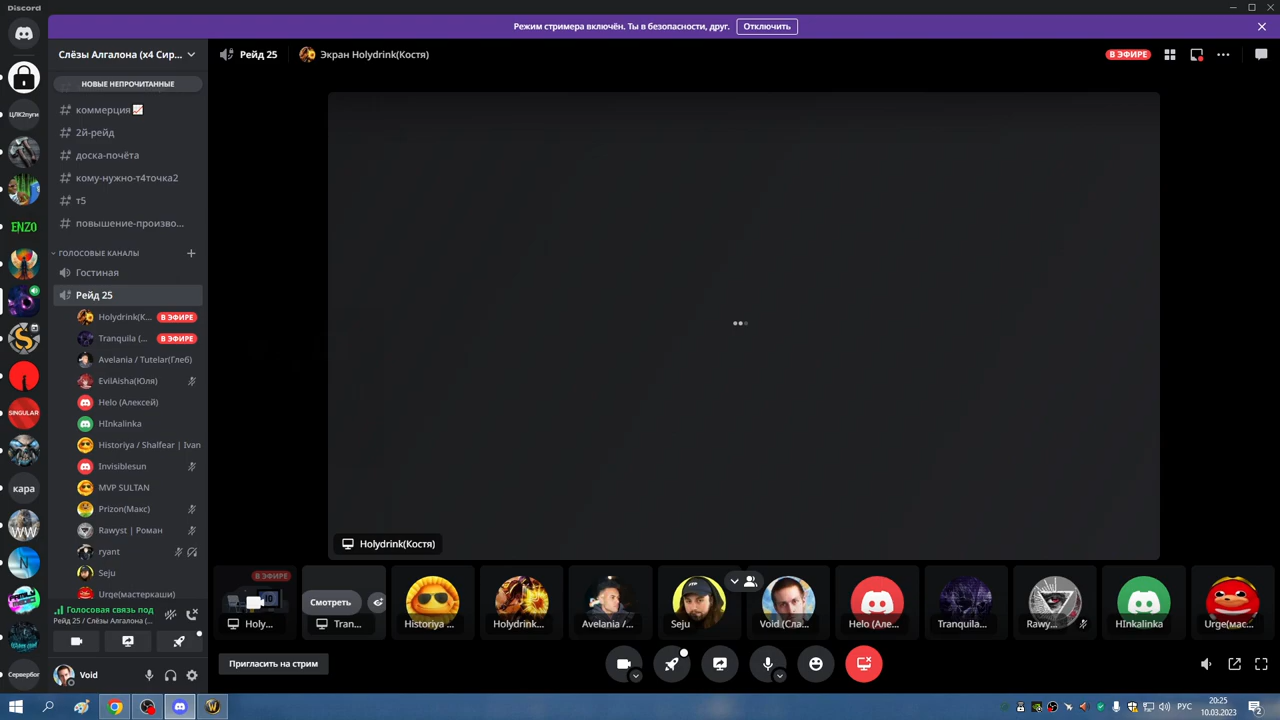 Discord
Режим стримера включён. Ты в безопасности, друг.
Отключить
Слёзы Алгалона (x4 Сир...
Рейд 25
Экран Holydrink(Костя)
В ЭФИРЕ
НОВЫЕ НЕПРОЧИТАННЫЕ
коммерция
2й-рейд
доска-почёта
кому-нужно-т4точка2
т5
повышение-произво...
ГОЛОСОВЫЕ КАНАЛЫ
Гостиная
Рейд 25
Holydrink(К... В ЭФИРЕ
Tranquila (... В ЭФИРЕ
Avelania / Tutelar(Глеб)
EvilAisha(Юля)
Helo (Алексей)
HInkalinka
Historiya / Shalfear | Ivan
Invisiblesun
MVP SULTAN
Prizon(Макс)
Rawyst | Роман
ryant
Seju
Urge(мастеркаши)
ЦЛК2пуги
ENZO
SINGULAR
кара
WW
N
Сервербог
Голосовая связь под
Рейд 25 / Слёзы Алгалона (...
Void
Holydrink(Костя)
В ЭФИРЕ
Holy...
Смотреть
Tran...
Historiya ...
Holydrink...
Avelania /...
Seju
Void (Сла...
Helo (Але...
Tranquila...
Rawy...
HInkalinka
Urge(мас...
Пригласить на стрим
РУС
20:25
10.03.2023
2